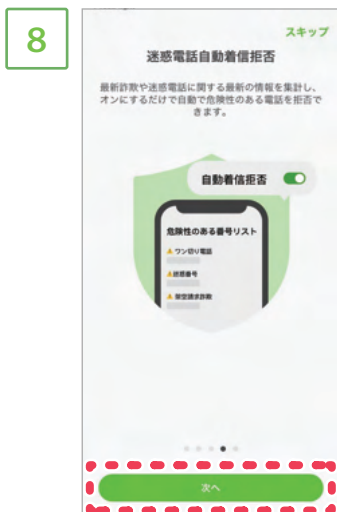 8
スキップ
迷惑電話自動着信拒否
最新詐欺や迷惑電話に関する最新の情報を集計し、
オンにするだけで自動で危険性のある電話を拒否で
きます。
自動着信拒否
危険性のある番号リスト
ワン切り電話
迷惑番号
架空請求詐欺
次へ